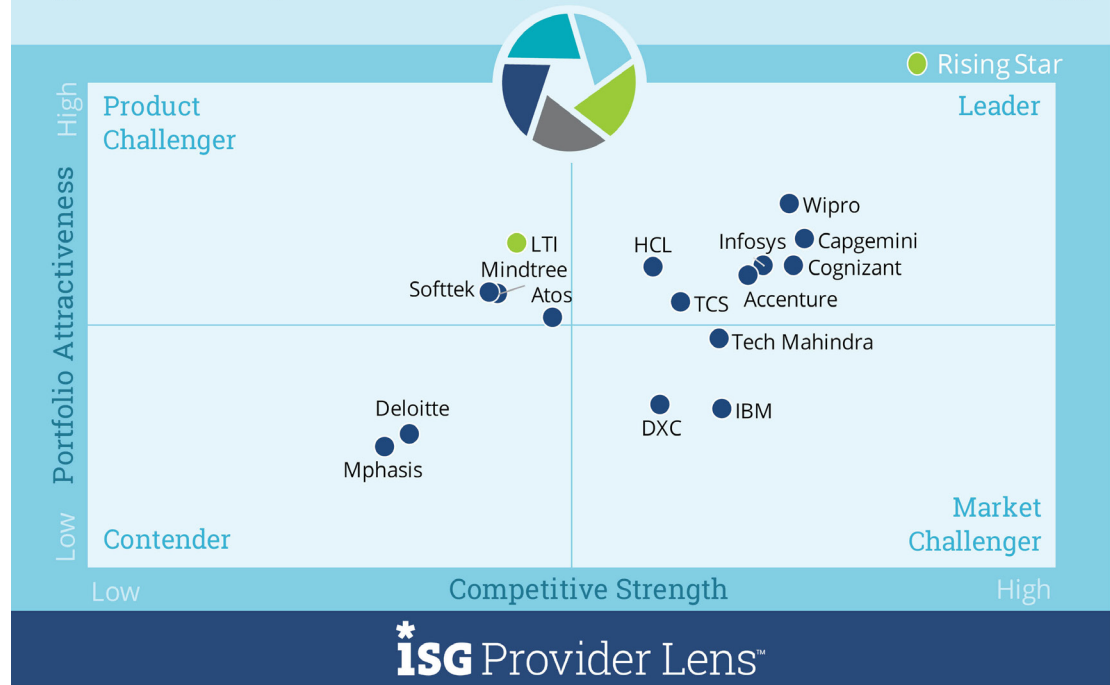 Rising Star
High
Product
Challenger
Leader
Portfolio Attractiveness
Wipro
LTI
HCL
Infosys
Capgemini
Mindtree
Cognizant
Softtek
Atos
TCS
Accenture
Tech Mahindra
Deloitte
DXC
IBM
Mphasis
Low
Contender
Market
Challenger
Low
Competitive Strength
High
*iSG Provider Lens™